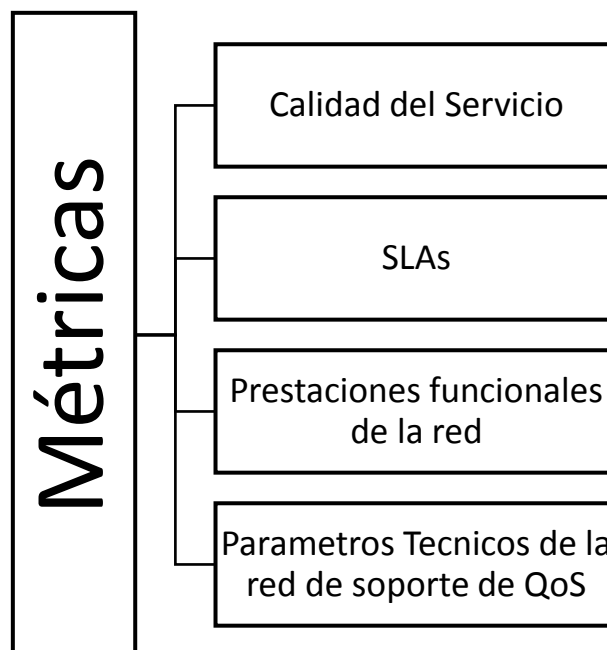 Métricas
Calidad del Servicio
SLAs
Prestaciones funcionales
de la red
Parametros Tecnicos de la
red de soporte de QoS